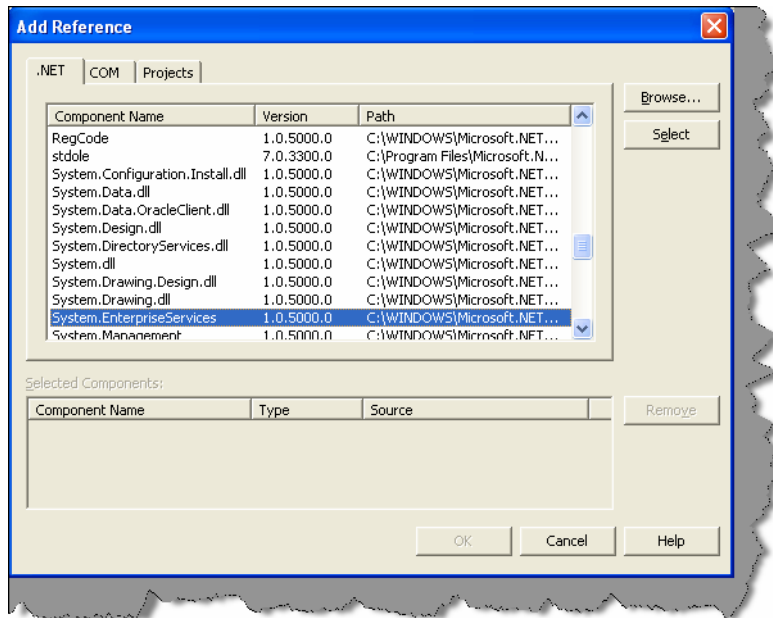 Add Reference
.NET COM Projects
Browse...
Component Name Version Path
Select
RegCode 1.0.5000.0 C:\WINDOWS\Microsoft.NET...
stdole 7.0.3300.0 C:\Program Files\Microsoft.N...
System.Configuration.Install.dll 1.0.5000.0 C:\WINDOWS\Microsoft.NET...
System.Data.dll 1.0.5000.0 C:\WINDOWS\Microsoft.NET...
System.Data.OracleClient.dll 1.0.5000.0 C:\WINDOWS\Microsoft.NET...
System.Design.dll 1.0.5000.0 C:\WINDOWS\Microsoft.NET...
System.DirectoryServices.dll 1.0.5000.0 C:\WINDOWS\Microsoft.NET...
System.dll 1.0.5000.0 C:\WINDOWS\Microsoft.NET...
System.Drawing.Design.dll 1.0.5000.0 C:\WINDOWS\Microsoft.NET...
System.Drawing.dll 1.0.5000.0 C:\WINDOWS\Microsoft.NET...
System.EnterpriseServices 1.0.5000.0 C:\WINDOWS\Microsoft.NET...
System.Management 1.0.5000.0 C:\WINDOWS\Microsoft.NET...
Selected Components:
Component Name Type Source
Remove
OK Cancel Help